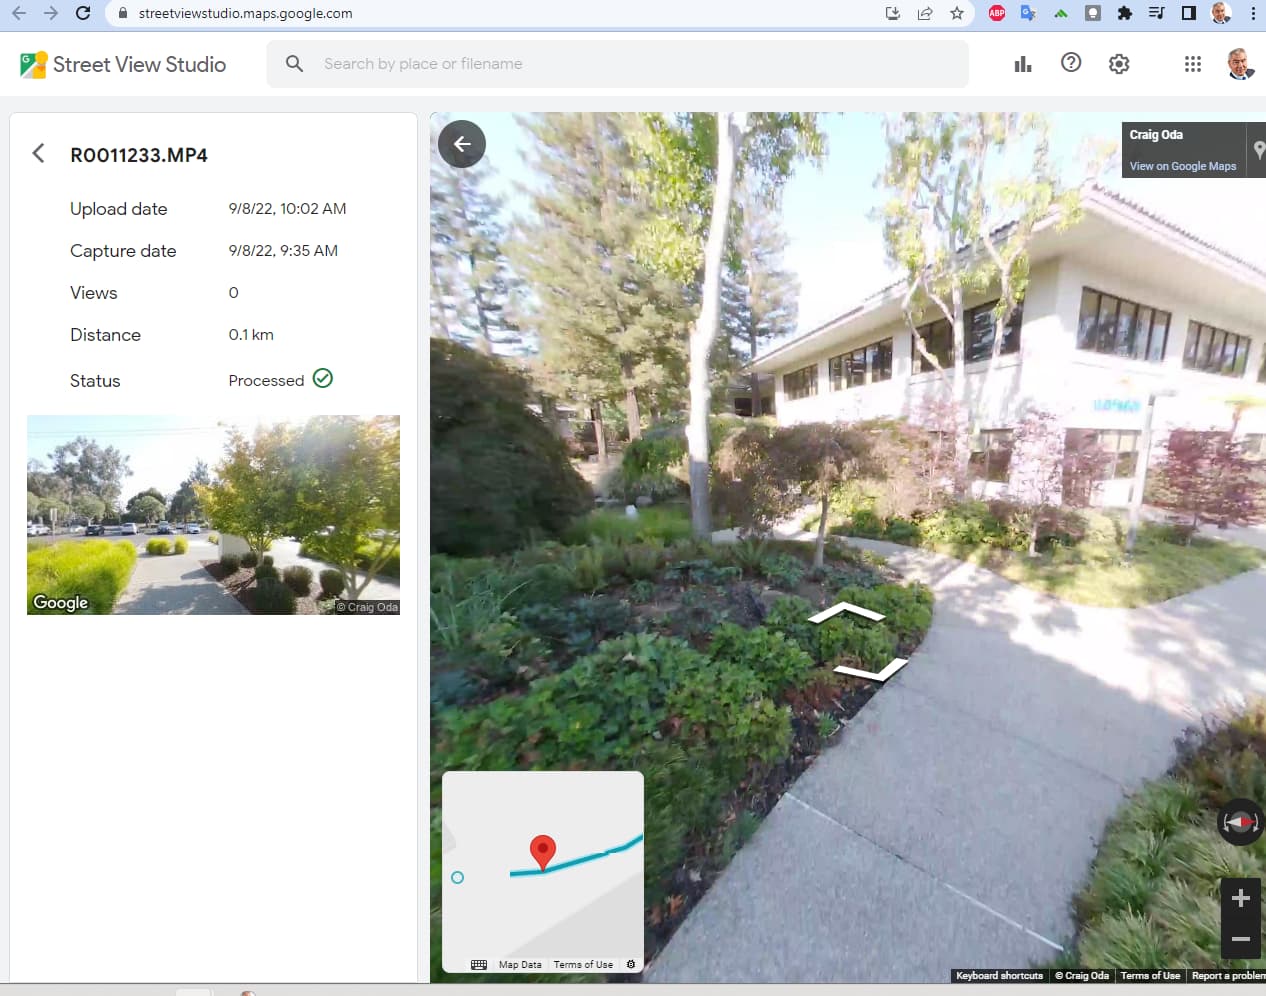 streetviewstudio.maps.google.com
ABP
G
Street View Studio
Search by place or filename
R0011233.MP4
Upload date 9/8/22, 10:02 AM
Capture date 9/8/22, 9:35 AM
Views 0
Distance 0.1 km
Status Processed
Google
© Craig Oda
Craig Oda
View on Google Maps
Map Data Terms of Use
Keyboard shortcuts © Craig Oda Terms of Use Report a problem